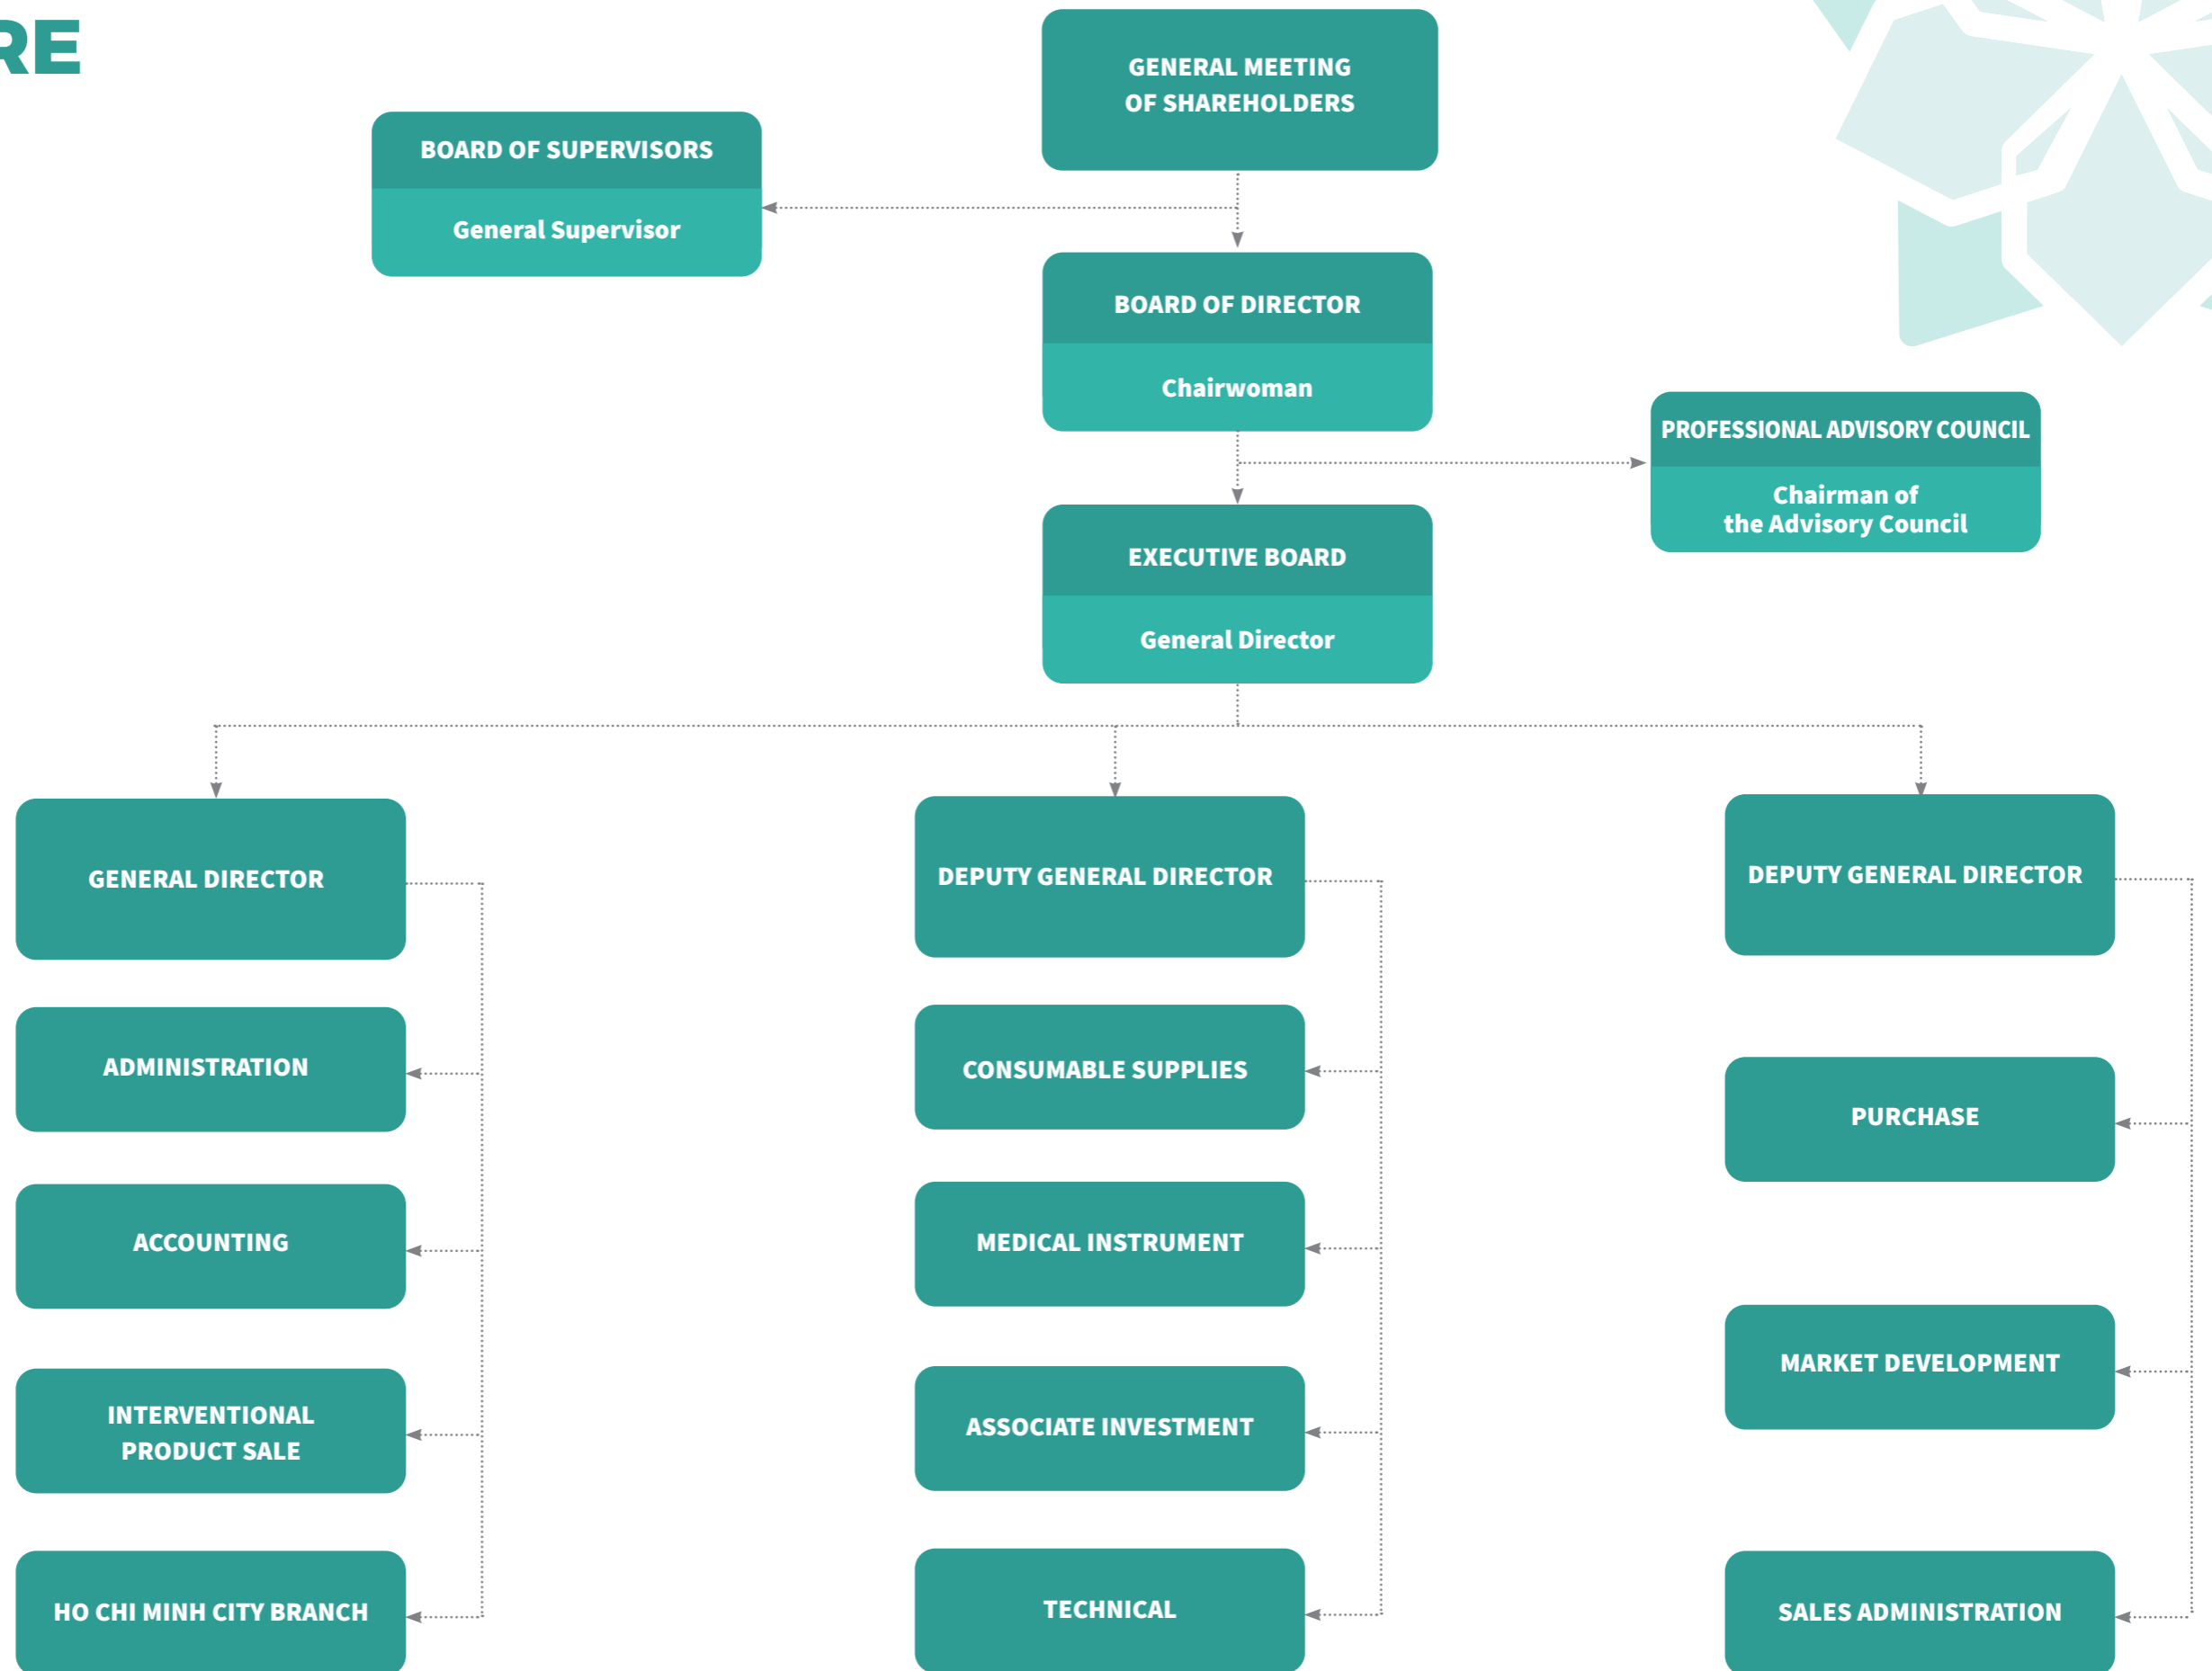 RE
GENERAL MEETING
OF SHAREHOLDERS
BOARD OF SUPERVISORS
General Supervisor
BOARD OF DIRECTOR
Chairwoman
PROFESSIONAL ADVISORY COUNCIL
Chairman of
the Advisory Council
EXECUTIVE BOARD
General Director
GENERAL DIRECTOR
ADMINISTRATION
ACCOUNTING
INTERVENTIONAL
PRODUCT SALE
HO CHI MINH CITY BRANCH
DEPUTY GENERAL DIRECTOR
CONSUMABLE SUPPLIES
MEDICAL INSTRUMENT
ASSOCIATE INVESTMENT
TECHNICAL
DEPUTY GENERAL DIRECTOR
PURCHASE
MARKET DEVELOPMENT
SALES ADMINISTRATION